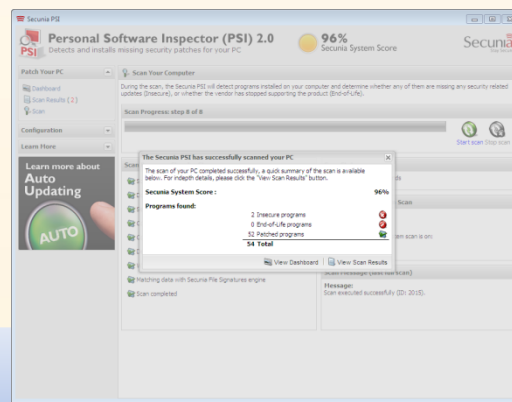 Secunia PSI
Personal Software Inspector (PSI) 2.0
Detects and installs missing security patches for your PC
PSI
96%
Secunia System Score
Secunia
Patch Your PC
Dashboard
Scan Results (2)
Scan
Configuration
Learn More
Learn more about
Auto
Updating
AUTO
Scan Your Computer
During the scan, the Secunia PSI will detect programs installed on your computer and determine whether any of them are missing any security related
updates (Insecure), or whether the vendor has stopped supporting the product (End-of-Life).
Scan Progress: step 8 of 8
Start scan Stop scan
The Secunia PSI has successfully scanned your PC
The scan of your PC completed successfully, a quick summary of the scan is available
below. For indepth details, please click the "View Scan Results" button.
Secunia System Score : 96%
Programs found:
2 Insecure programs
0 End-of-Life programs
52 Patched programs
54 Total
View Dashboard View Scan Results
Scan
scan is on:
Matching data with Secunia File Signatures engine
Scan completed
Message:
Scan executed successfully (ID: 2015).